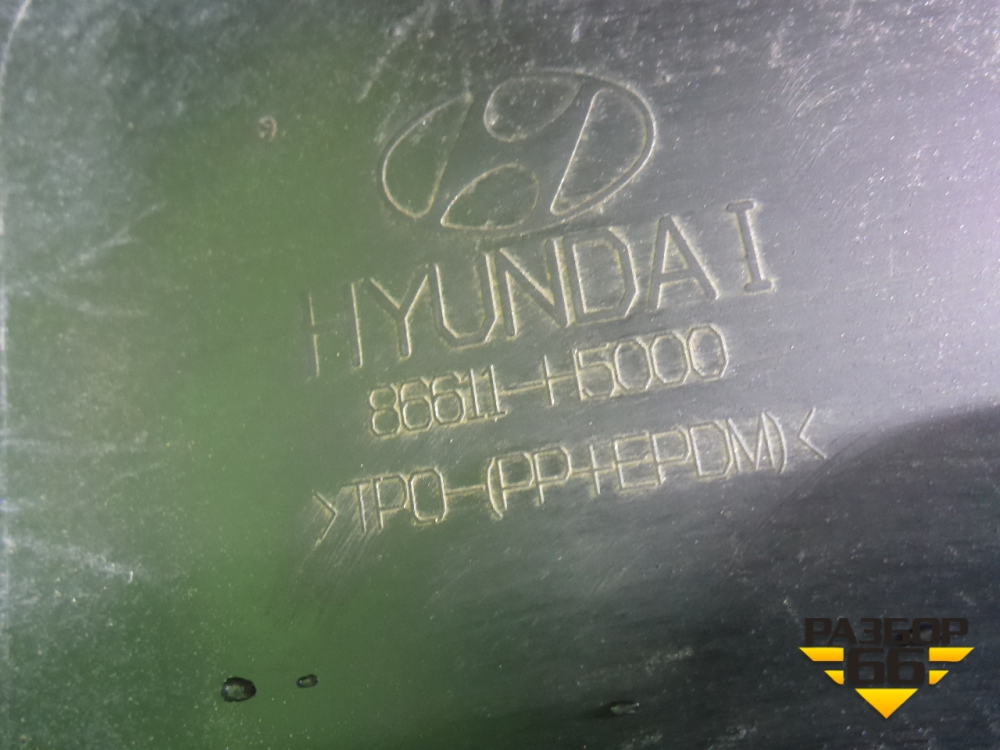 HYUNDAI
86611-H5000
>TPO-(PP+EPDM)<
РАЗБОР
66